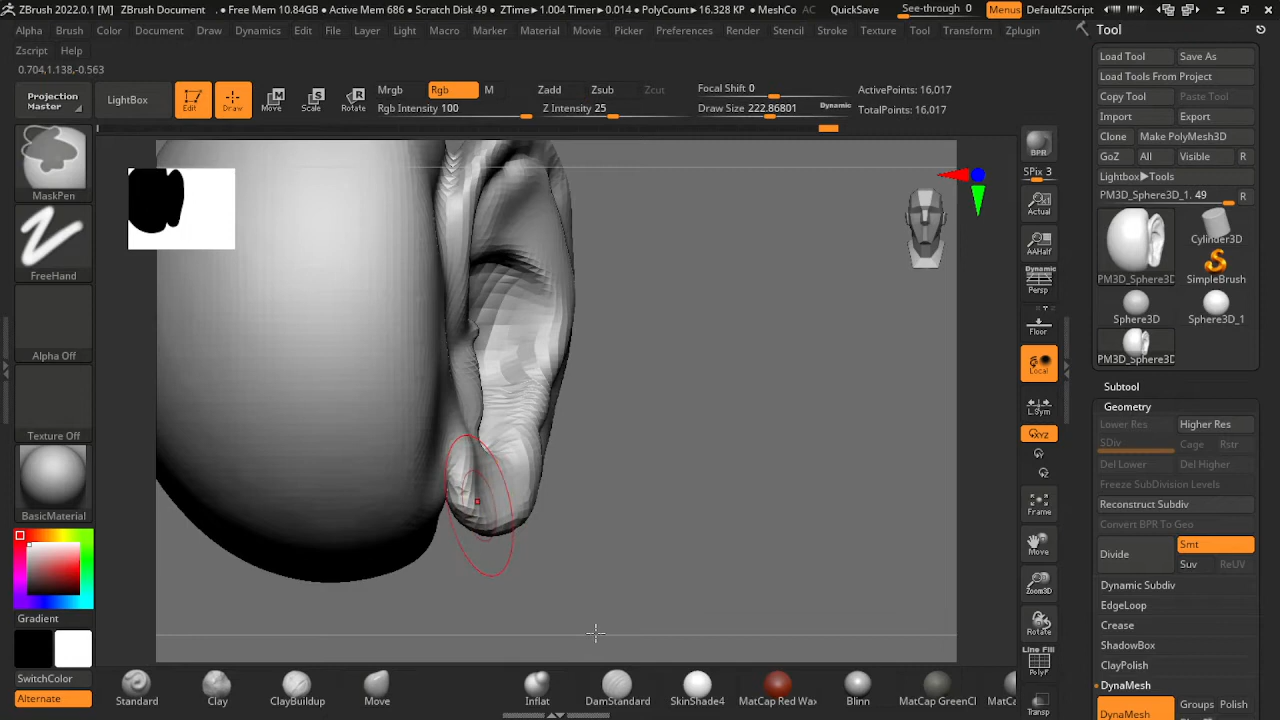 ZBrush 2022.0.1 [M] ZBrush Document . • Free Mem 10.84GB • Active Mem 686 • Scratch Disk 49 • ZTime▸1.004 Timer▸0.014 • PolyCount▸16.328 KP • MeshCo AC QuickSave See-through 0 Menus DefaultZScript
Alpha Brush Color Document Draw Dynamics Edit File Layer Light Macro Marker Material Movie Picker Preferences Render Stencil Stroke Texture Tool Transform Zplugin
Zscript Help
0.704,1.138,-0.563
Projection Master
LightBox
Edit
Draw
Move
Scale
Rotate
Mrgb Rgb M
Rgb Intensity 100
Zadd Zsub Zcut
Z Intensity 25
Focal Shift 0
Draw Size 222.86801 Dynamic
ActivePoints: 16,017
TotalPoints: 16,017
MaskPen
FreeHand
Alpha Off
Texture Off
BasicMaterial
Gradient
SwitchColor
Alternate
BPR
SPix 3
Actual
AAHalf
Dynamic
Persp
Floor
Local
L.Sym
XYZ
Frame
Move
Zoom3D
Rotate
Line Fill
PolyF
Transp
Tool
Load Tool Save As
Load Tools From Project
Copy Tool Paste Tool
Import Export
Clone Make PolyMesh3D
GoZ All Visible R
Lightbox▶Tools
PM3D_Sphere3D_1. 49 R
PM3D_Sphere3D
Cylinder3D
SimpleBrush
Sphere3D Sphere3D_1
PM3D_Sphere3D
Subtool
Geometry
Lower Res Higher Res
SDiv Cage Rstr
Del Lower Del Higher
Freeze SubDivision Levels
Reconstruct Subdiv
Convert BPR To Geo
Divide Smt
Suv ReUV
Dynamic Subdiv
EdgeLoop
Crease
ShadowBox
ClayPolish
DynaMesh
DynaMesh Groups Polish
Standard Clay ClayBuildup Move Inflat DamStandard SkinShade4 MatCap Red Wax Blinn MatCap GreenCl MatCa